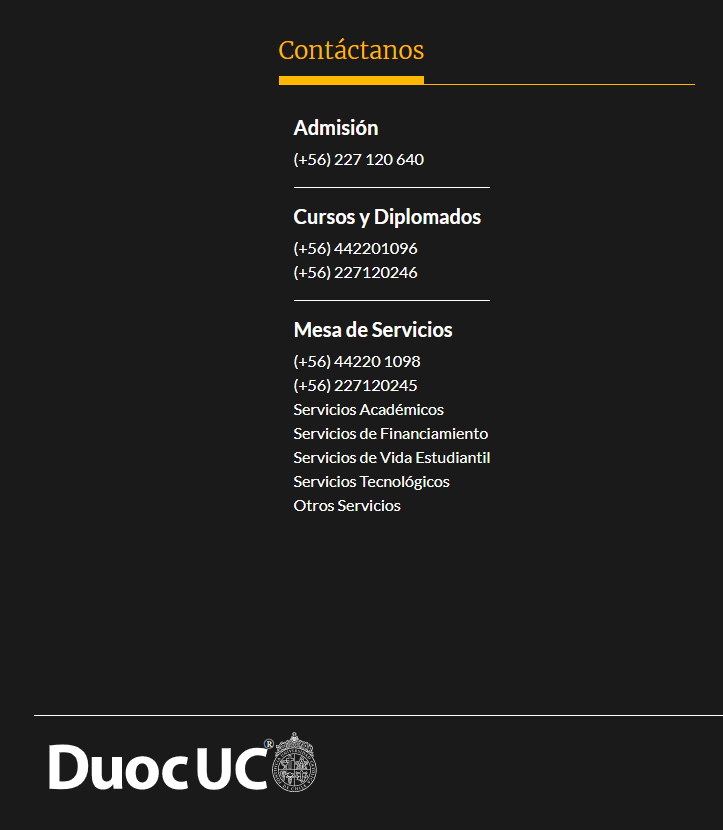 Contáctanos
Admisión
(+56) 227 120 640
Cursos y Diplomados
(+56) 442201096
(+56) 227120246
Mesa de Servicios
(+56) 44220 1098
(+56) 227120245
Servicios Académicos
Servicios de Financiamiento
Servicios de Vida Estudiantil
Servicios Tecnológicos
Otros Servicios
Duoc UC®